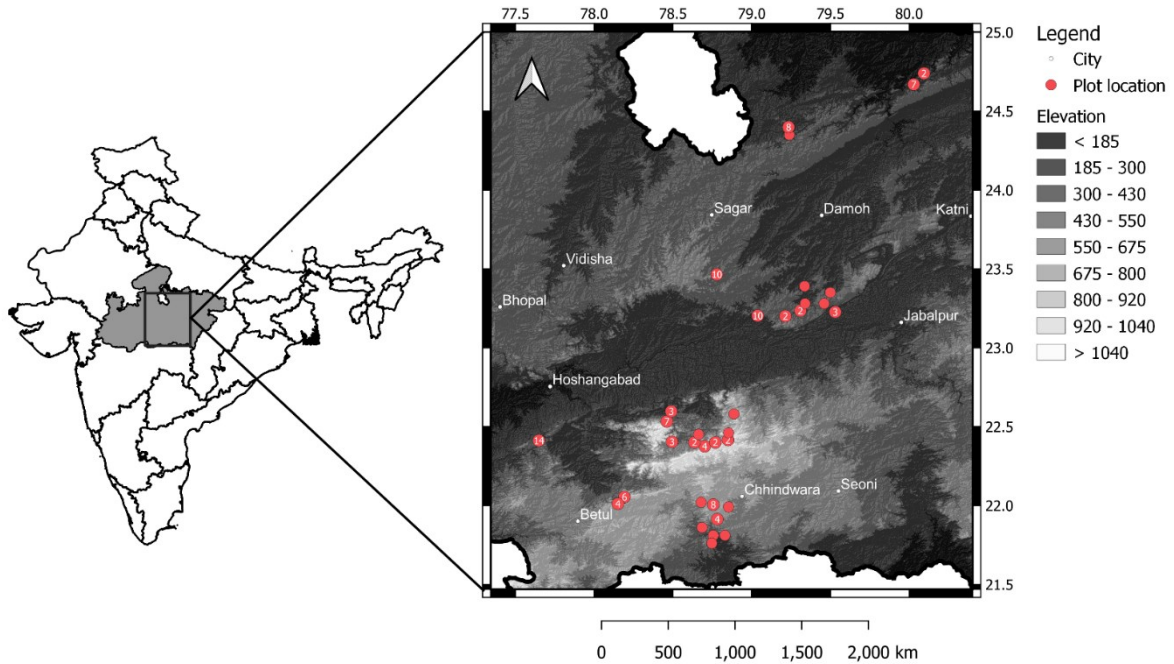 77.5 78.0 78.5 79.0 79.5 80.0
25.0
24.5
24.0
23.5
23.0
22.5
22.0
21.5
2
7
8
Sagar
Damoh
Katni
Vidisha
10
Bhopal
10
2
2
3
Jabalpur
Hoshangabad
3
7
14
3
2
4
2
2
6
4
8
Chhindwara
Seoni
Betul
4
0 500 1,000 1,500 2,000 km
Legend
City
Plot location
Elevation
< 185
185 - 300
300 - 430
430 - 550
550 - 675
675 - 800
800 - 920
920 - 1040
> 1040